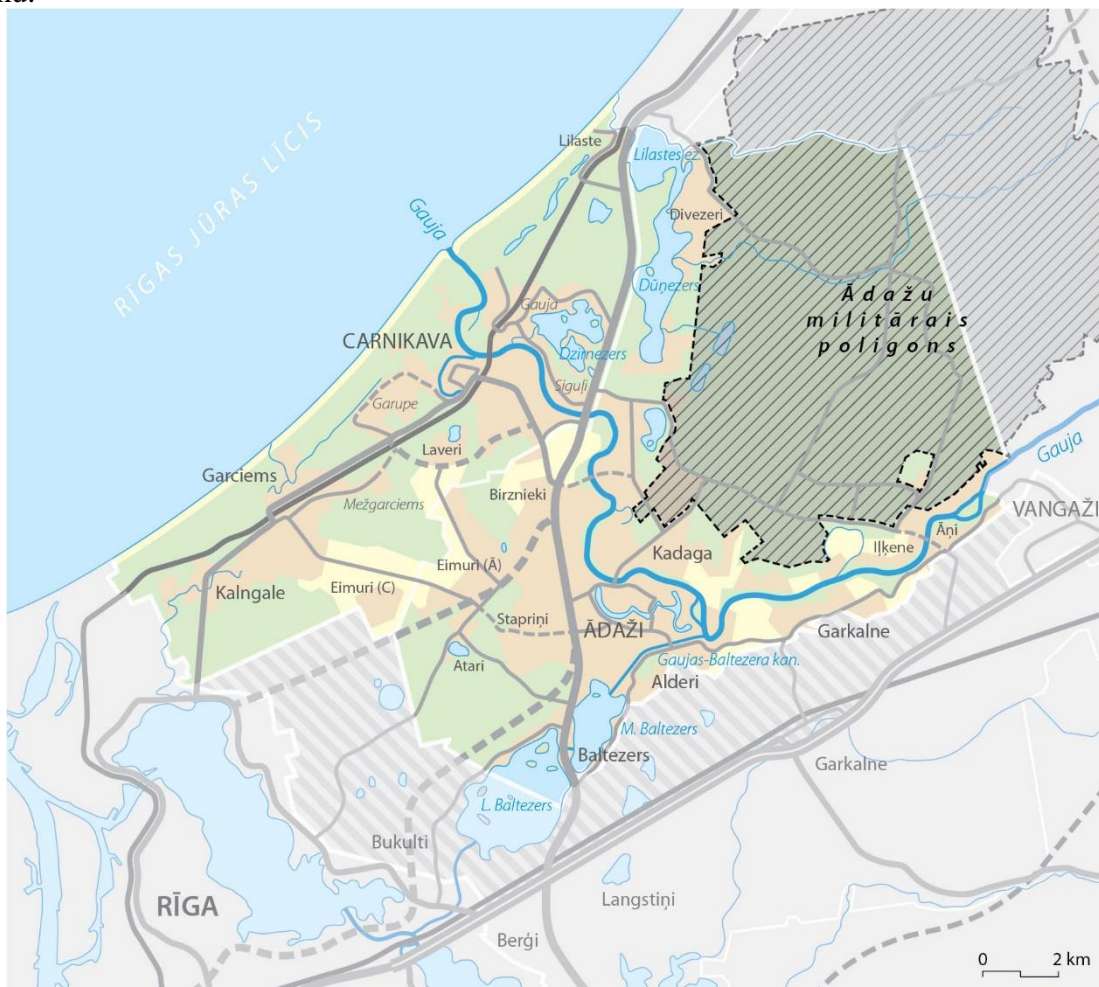 Lilaste
Lilastes ez.
RĪGAS JŪRAS LĪCIS
Gauja
Divezeri
Dūņezers
Ādažu
militārais
poligons
Gauja
CARNIKAVA
Dzirnezers
Siguļi
Garupe
Laveri
Gauja
Garciems
Birznieki
Mežgarciems
VANGAŽI
Āņi
Iļķene
Kadaga
Eimuri (Ā)
Eimuri (C)
Kalngale
Stapriņi
ĀDAŽI
Garkalne
Atari
Gaujas-Baltezera kan.
Alderi
M. Baltezers
Baltezers
Garkalne
L. Baltezers
Bukulti
RĪGA
Langstiņi
Berģi
0 2 km